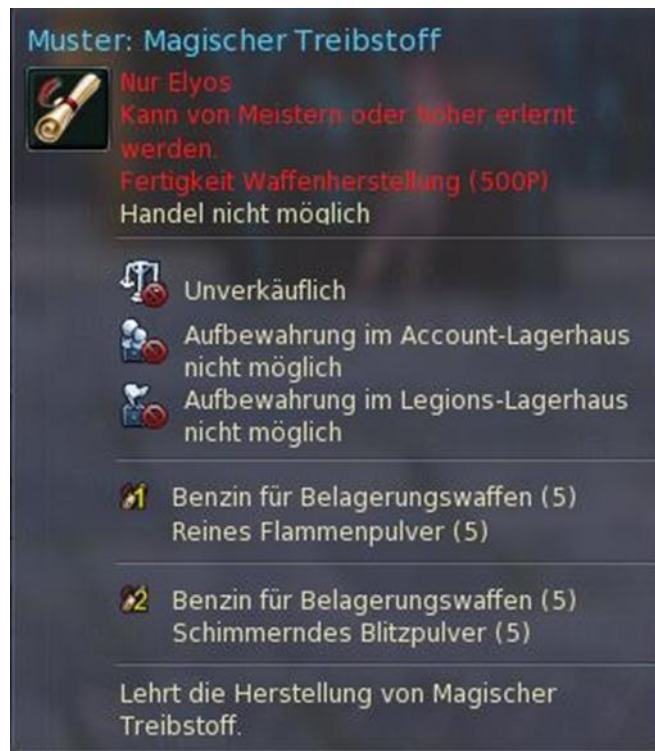 Muster: Magischer Treibstoff
Nur Elyos
Kann von Meistern oder höher erlernt
werden.
Fertigkeit Waffenherstellung (500P)
Handel nicht möglich
Unverkäuflich
Aufbewahrung im Account-Lagerhaus
nicht möglich
Aufbewahrung im Legions-Lagerhaus
nicht möglich
1 Benzin für Belagerungswaffen (5)
Reines Flammenpulver (5)
2 Benzin für Belagerungswaffen (5)
Schimmerndes Blitzpulver (5)
Lehrt die Herstellung von Magischer
Treibstoff.